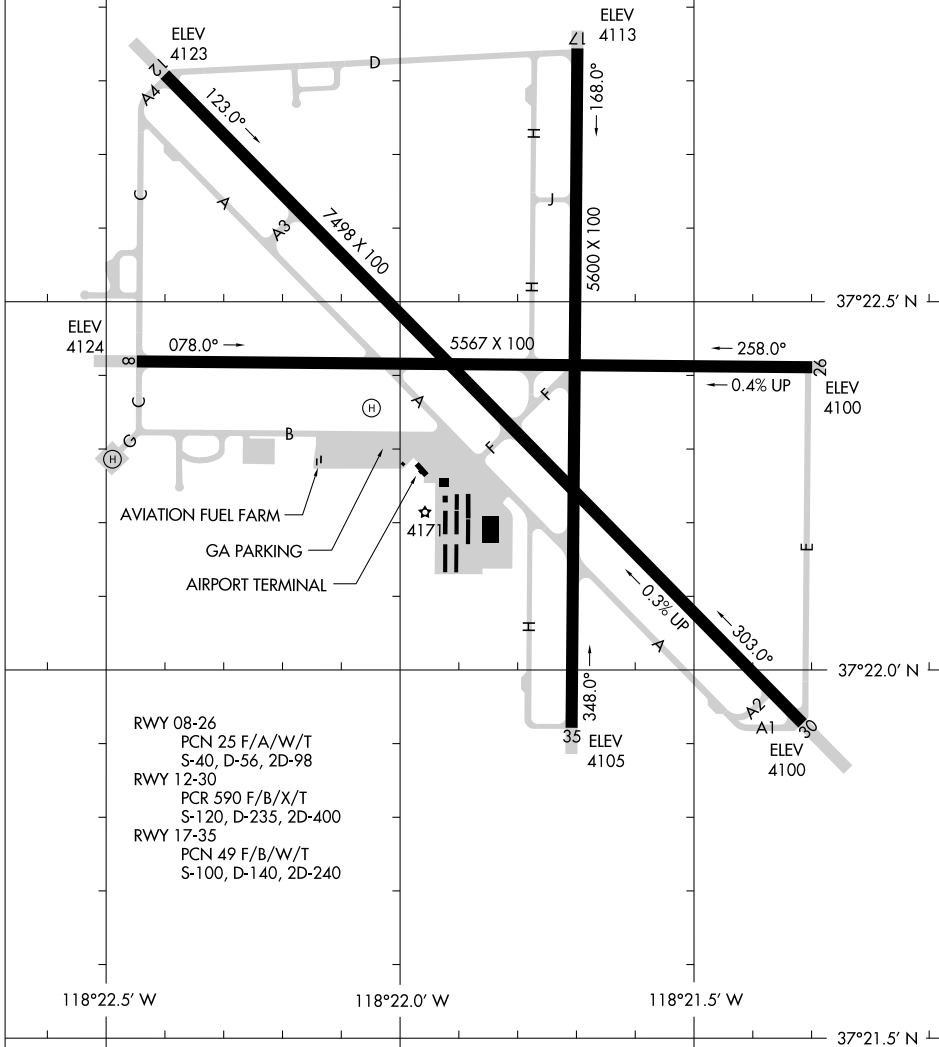 ELEV
4113
17
ELEV
4123
12
D
A4
123.0°
168.0°
H
C
A
A3
J
7498 X 100
5600 X 100
H
37°22.5' N
ELEV
4124
8
078.0°
5567 X 100
258.0°
26
0.4% UP
ELEV
4100
F
C
H
A
B
G
F
H
AVIATION FUEL FARM
4171
GA PARKING
E
AIRPORT TERMINAL
0.3% UP
H
A
303.0°
37°22.0' N
348.0°
A2
A1
30
35
ELEV
4105
ELEV
4100
RWY 08-26
PCN 25 F/A/W/T
S-40, D-56, 2D-98
RWY 12-30
PCR 590 F/B/X/T
S-120, D-235, 2D-400
RWY 17-35
PCN 49 F/B/W/T
S-100, D-140, 2D-240
118°22.5' W
118°22.0' W
118°21.5' W
37°21.5' N